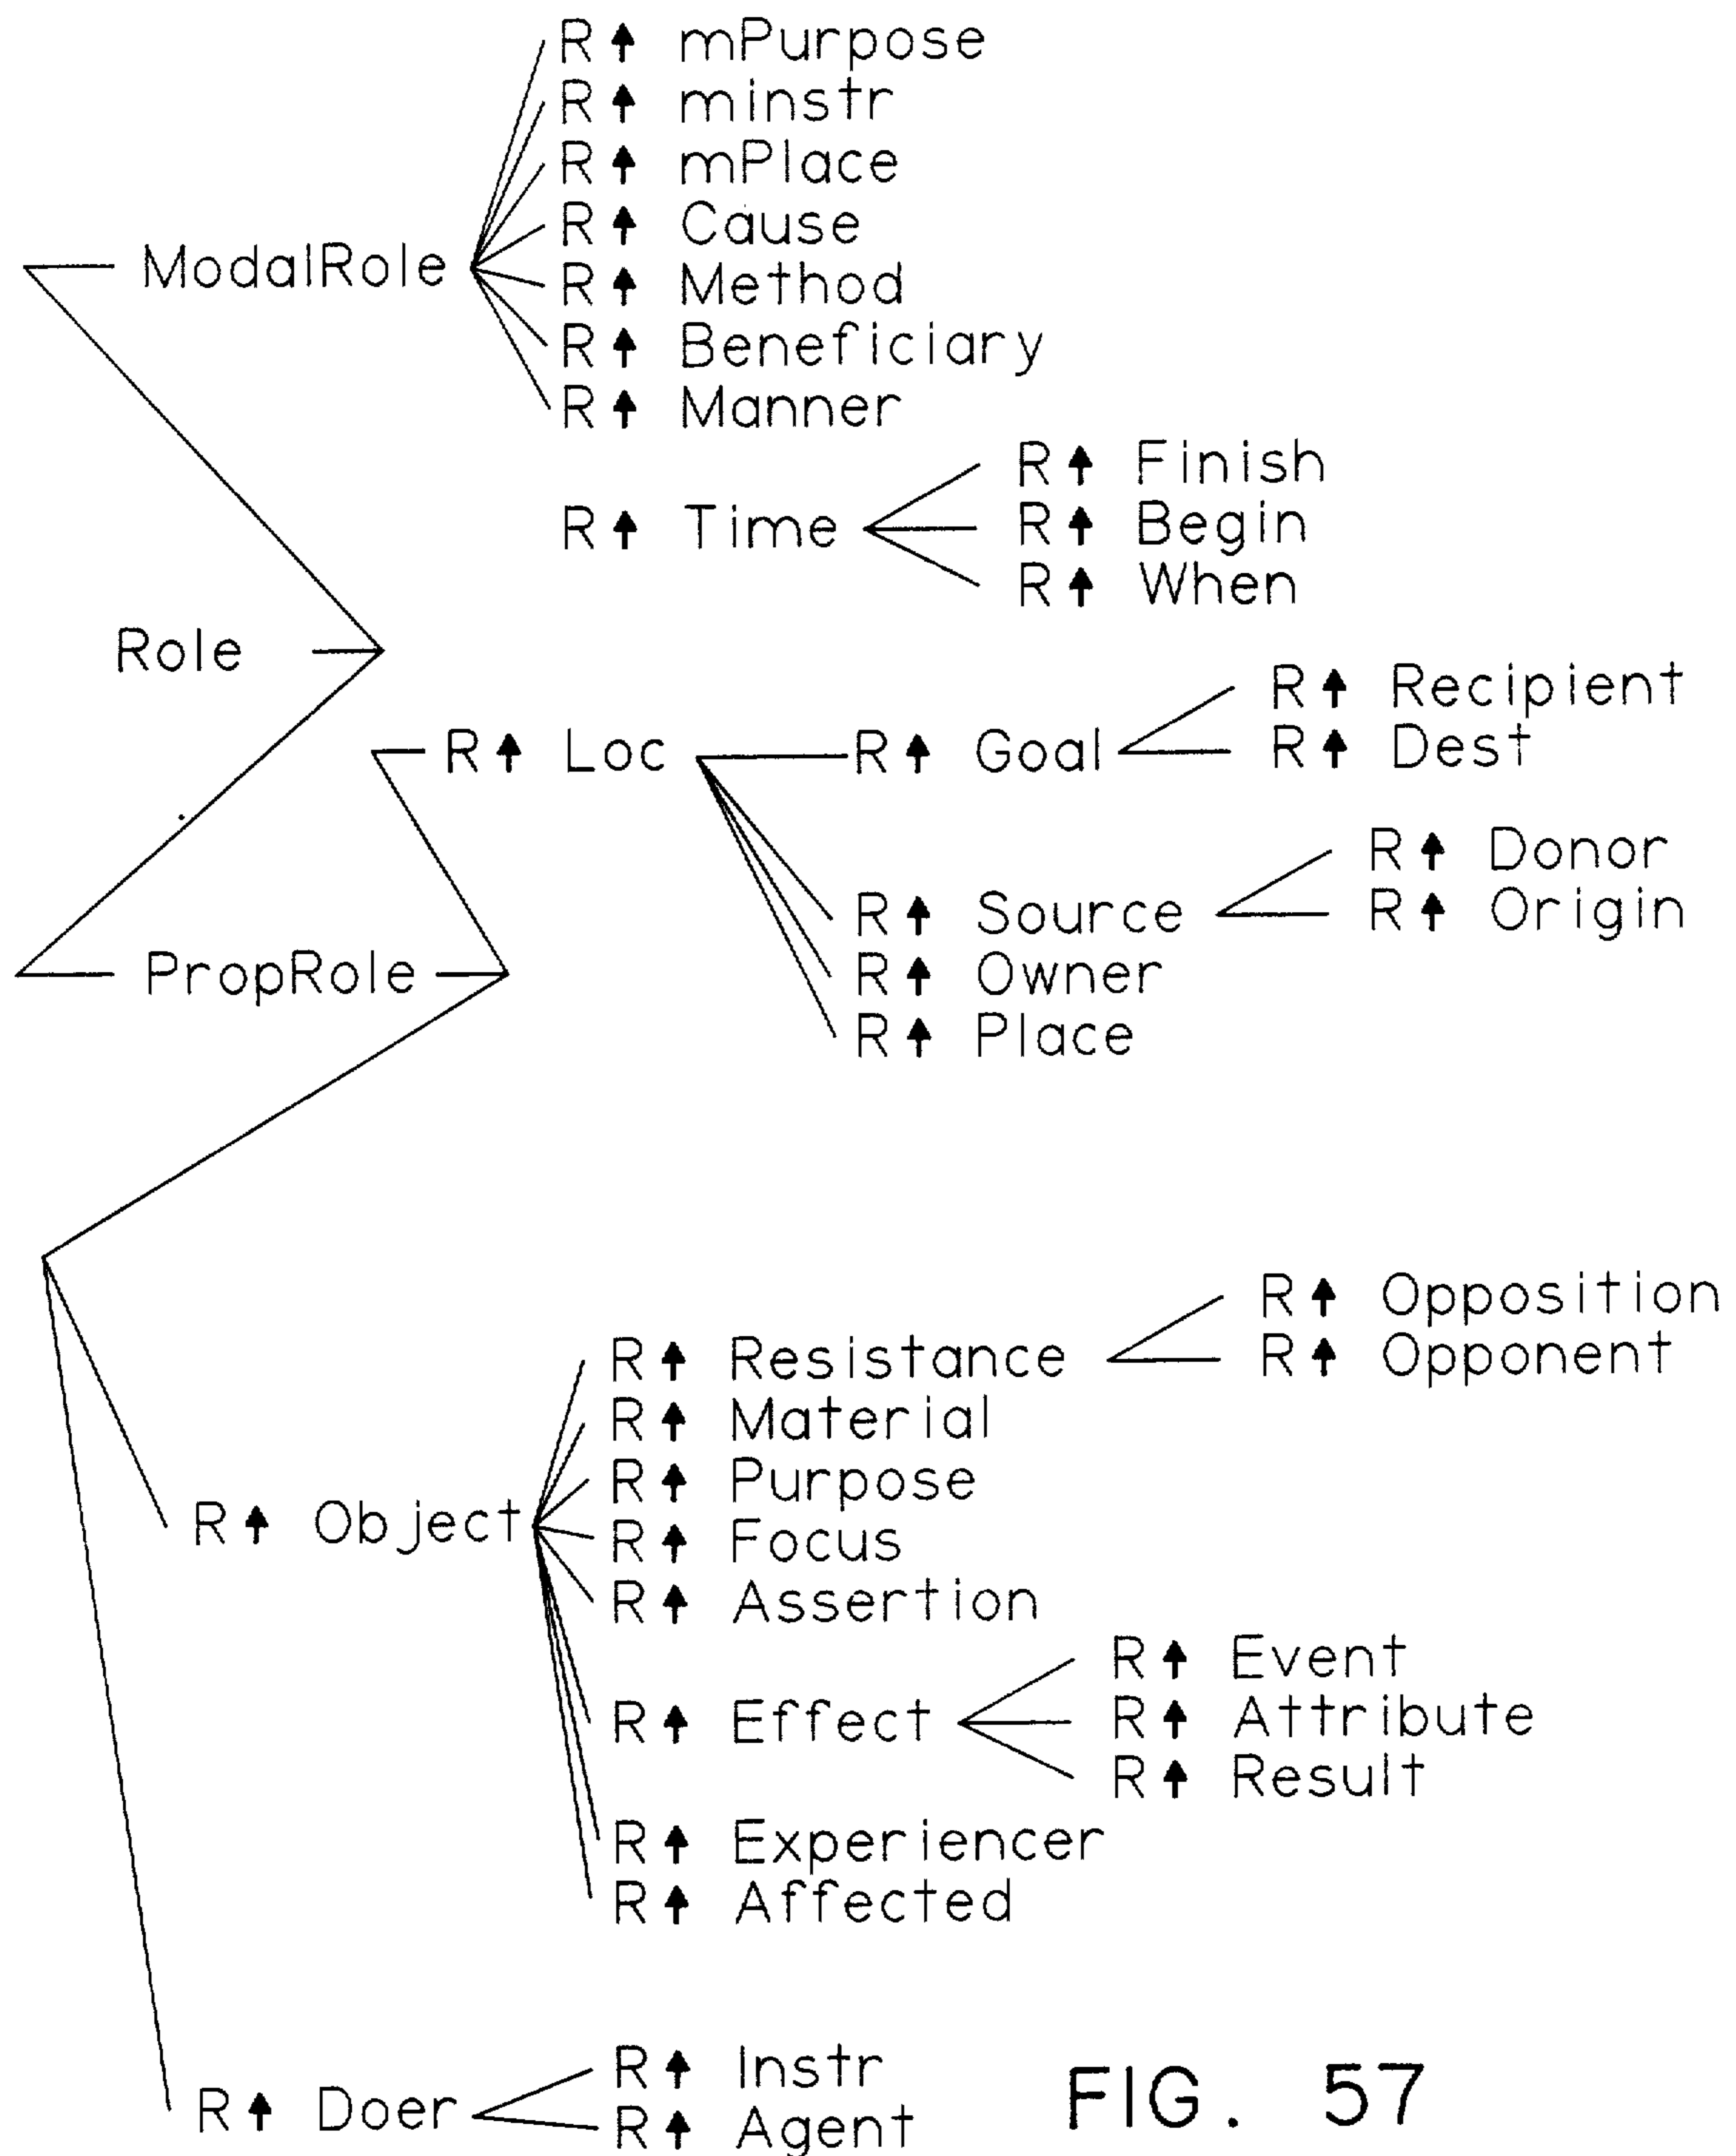 R↑ mPurpose
R↑ minstr
R↑ mPlace
R↑ Cause
ModalRole
R↑ Method
R↑ Beneficiary
R↑ Manner
R↑ Finish
R↑ Time
R↑ Begin
R↑ When
Role
R↑ Recipient
R↑ Loc
R↑ Goal
R↑ Dest
R↑ Donor
R↑ Source
R↑ Origin
PropRole
R↑ Owner
R↑ Place
R↑ Opposition
R↑ Resistance
R↑ Opponent
R↑ Material
R↑ Purpose
R↑ Object
R↑ Focus
R↑ Assertion
R↑ Event
R↑ Effect
R↑ Attribute
R↑ Result
R↑ Experiencer
R↑ Affected
R↑ Instr
R↑ Doer
R↑ Agent
FIG. 57